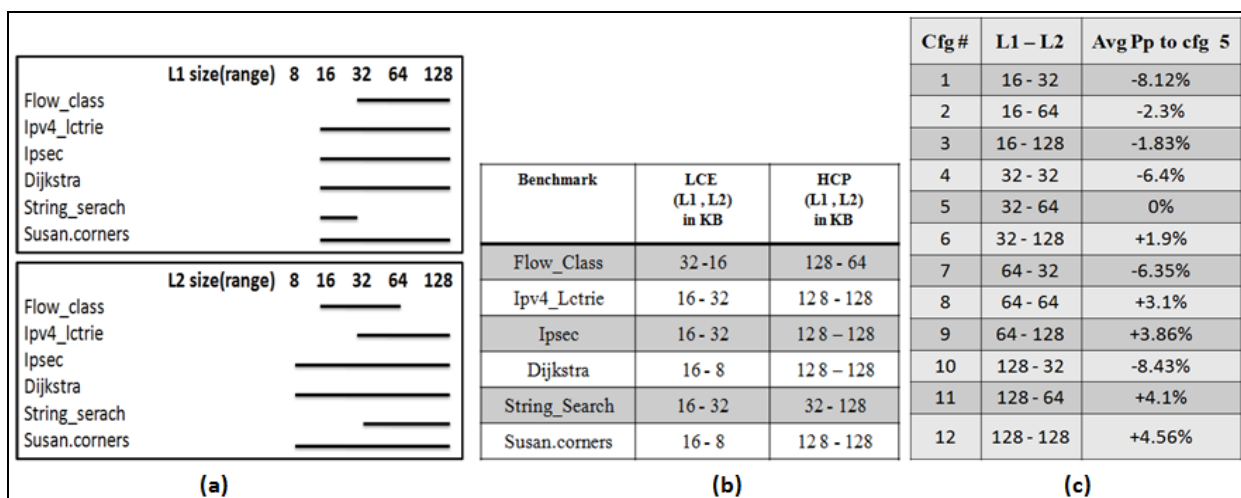 L1 size(range) 8 16 32 64 128
Flow_class
Ipv4_lctrie
Ipsec
Dijkstra
String_serach
Susan.corners
L2 size(range) 8 16 32 64 128
Flow_class
Ipv4_lctrie
Ipsec
Dijkstra
String_serach
Susan.corners
(a)
Benchmark LCE (L1 , L2) in KB HCP (L1 , L2) in KB
Flow_Class 32 -16 128 - 64
Ipv4_Lctrie 16 - 32 12 8 - 128
Ipsec 16 - 32 12 8 – 128
Dijkstra 16 - 8 12 8 – 128
String_Search 16 - 32 32 - 128
Susan.corners 16 - 8 12 8 - 128
(b)
Cfg # L1 – L2 Avg Pp to cfg 5
1 16 - 32 -8.12%
2 16 - 64 -2.3%
3 16 - 128 -1.83%
4 32 - 32 -6.4%
5 32 - 64 0%
6 32 - 128 +1.9%
7 64 - 32 -6.35%
8 64 - 64 +3.1%
9 64 - 128 +3.86%
10 128 - 32 -8.43%
11 128 - 64 +4.1%
12 128 - 128 +4.56%
(c)